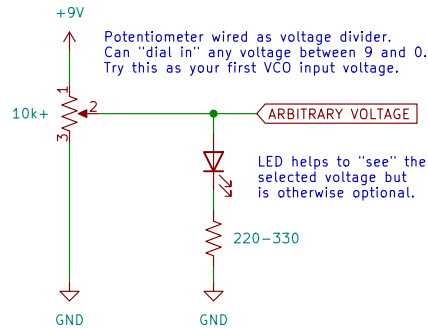 +9V
Potentiometer wired as voltage divider.
Can "dial in" any voltage between 9 and 0.
Try this as your first VCO input voltage.
1
10k+
2
3
ARBITRARY VOLTAGE
LED helps to "see" the
selected voltage but
is otherwise optional.
220-330
GND
GND